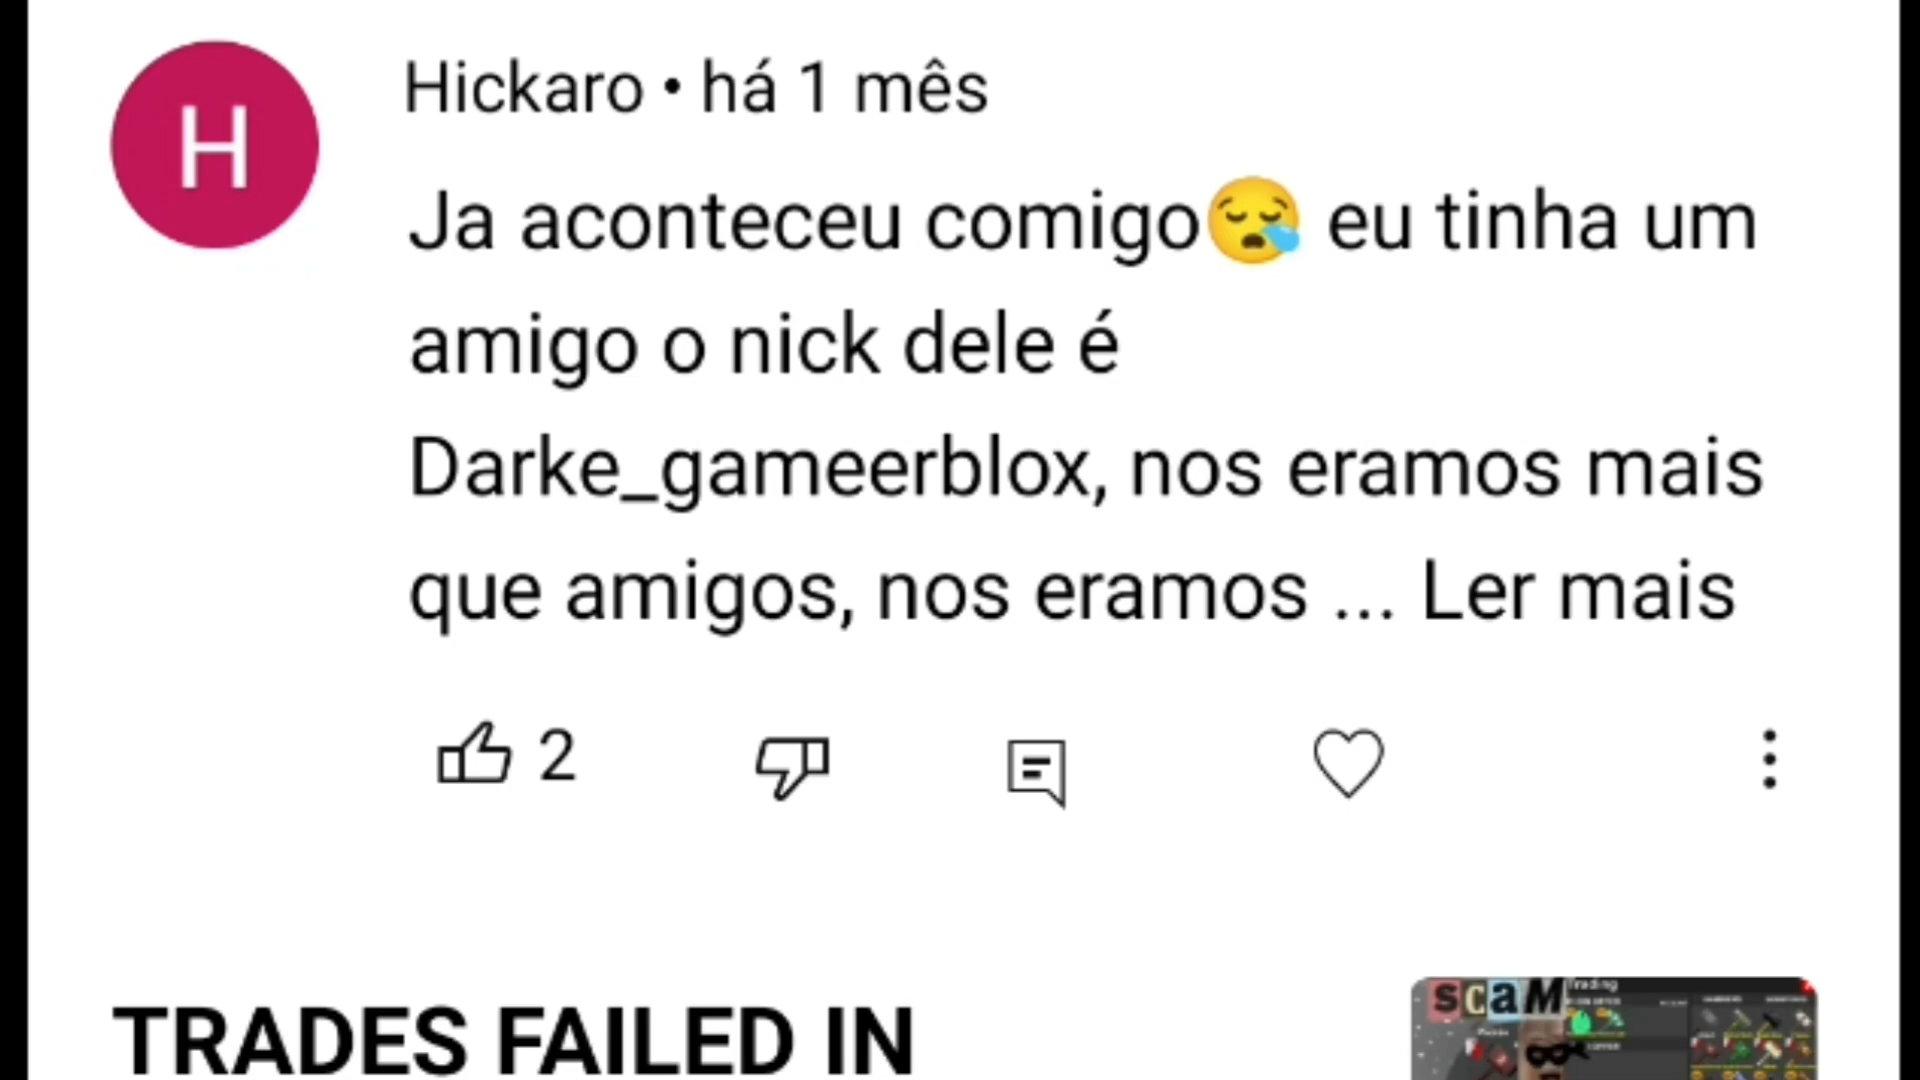 H
Hickaro • há 1 mês
Ja aconteceu comigo😪 eu tinha um
amigo o nick dele é
Darke_gameerblox, nos eramos mais
que amigos, nos eramos ... Ler mais
2
TRADES FAILED IN
scaM
Trading